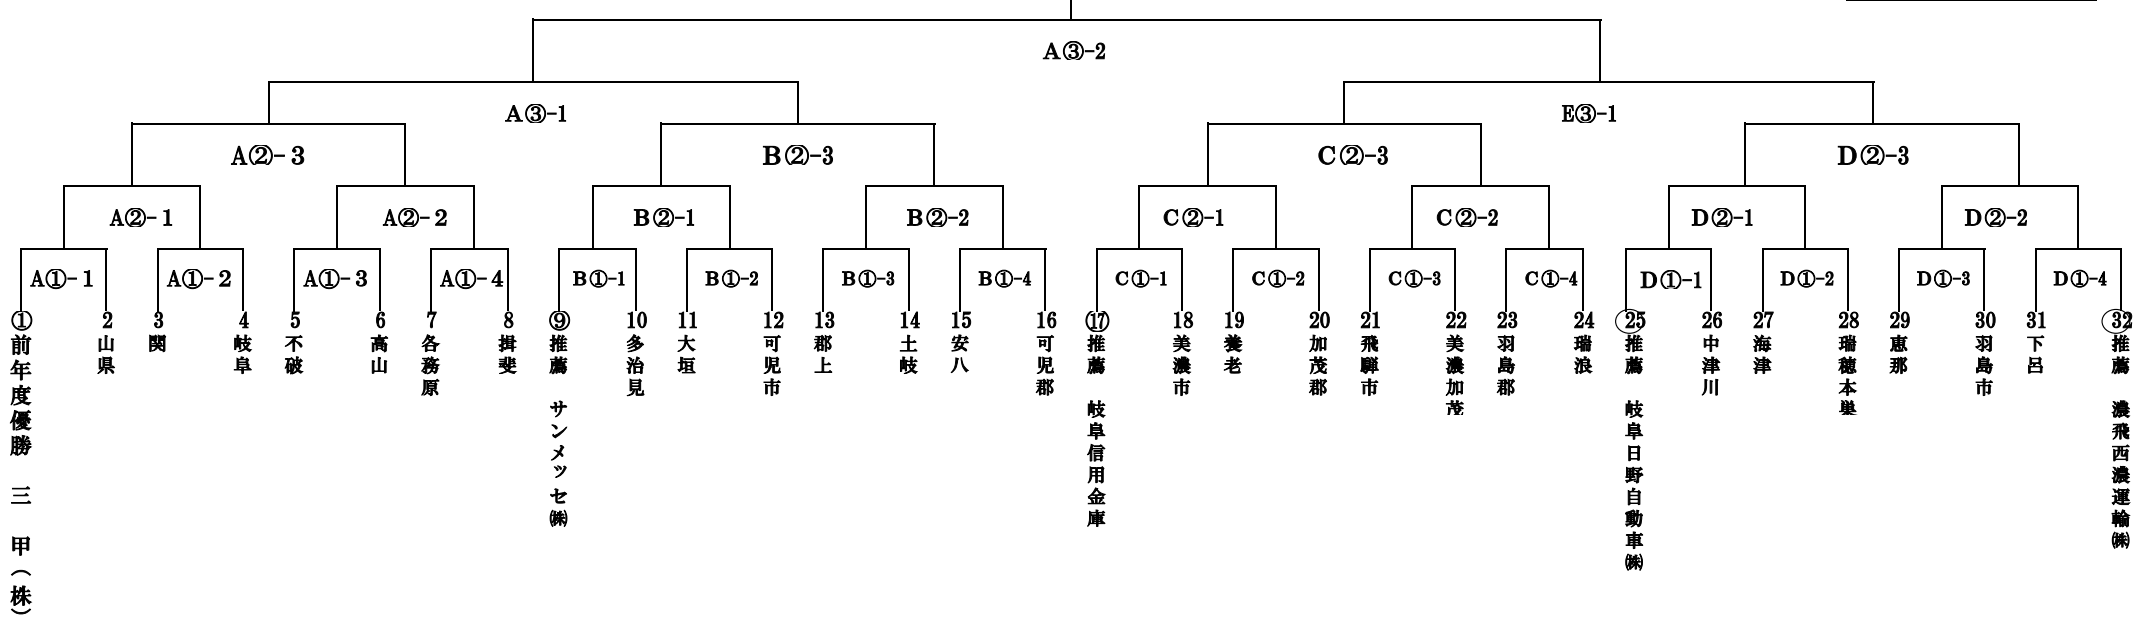 A③-2
A③-1
E③-1
A②-3
B②-3
C②-3
D②-3
A②-1
A②-2
B②-1
B②-2
C②-1
C②-2
D②-1
D②-2
A①-1
A①-2
A①-3
A①-4
B①-1
B①-2
B①-3
B①-4
C①-1
C①-2
C①-3
C①-4
D①-1
D①-2
D①-3
D①-4
① 前年度優勝 三 甲（株）
2 山県
3 関
4 岐阜
5 不破
6 高山
7 各務原
8 揖斐
⑨ 推薦 サンメッセ㈱
10 多治見
11 大垣
12 可児市
13 郡上
14 土岐
15 安八
16 可児郡
⑰ 推薦 岐阜信用金庫
18 美濃市
19 養老
20 加茂郡
21 飛騨市
22 美濃加茂
23 羽島郡
24 瑞浪
25 推薦 岐阜日野自動車㈱
26 中津川
27 海津
28 瑞穂本巣
29 恵那
30 羽島市
31 下呂
32 推薦 濃飛西濃運輸㈱